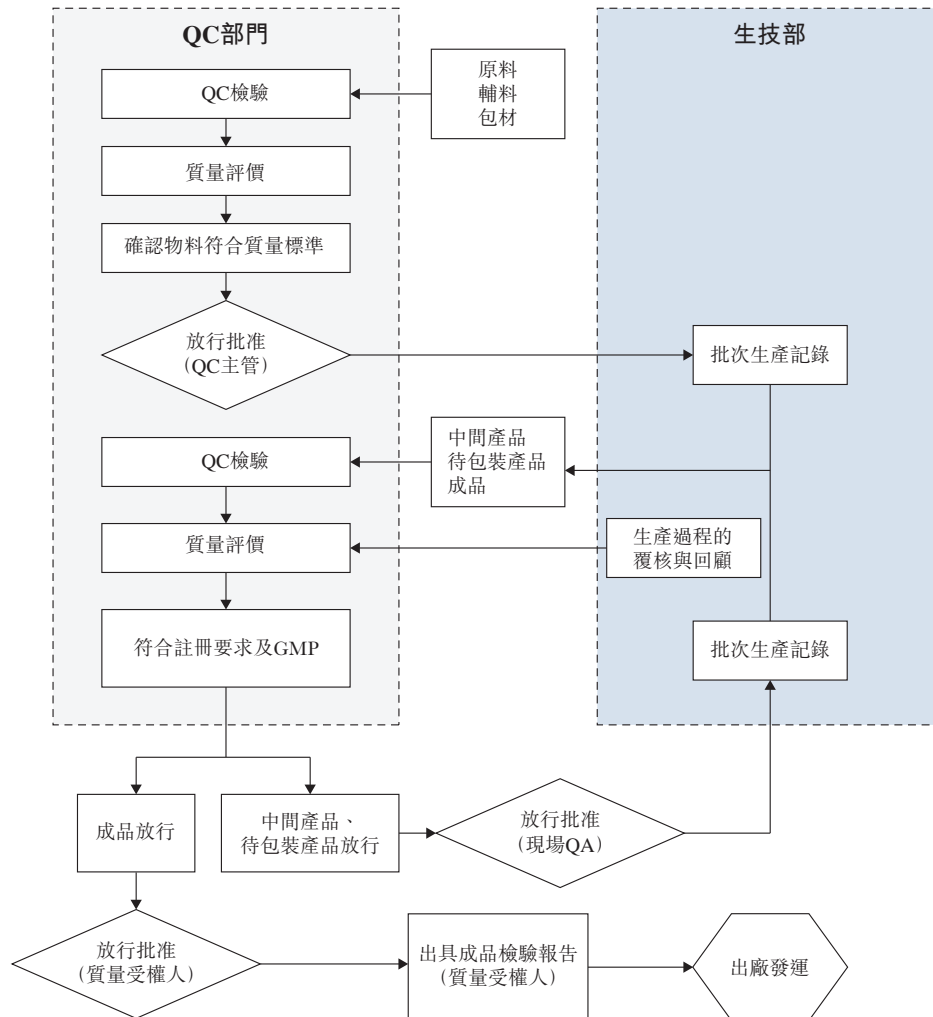 QC部門
生技部
原料
輔料
包材
QC檢驗
質量評價
確認物料符合質量標準
放行批准
(QC主管)
批次生產記錄
中間產品
待包裝產品
成品
QC檢驗
生產過程的
覆核與回顧
質量評價
符合註冊要求及GMP
批次生產記錄
成品放行
中間產品、
待包裝產品放行
放行批准
(現場QA)
放行批准
(質量受權人)
出具成品檢驗報告
(質量受權人)
出廠發運